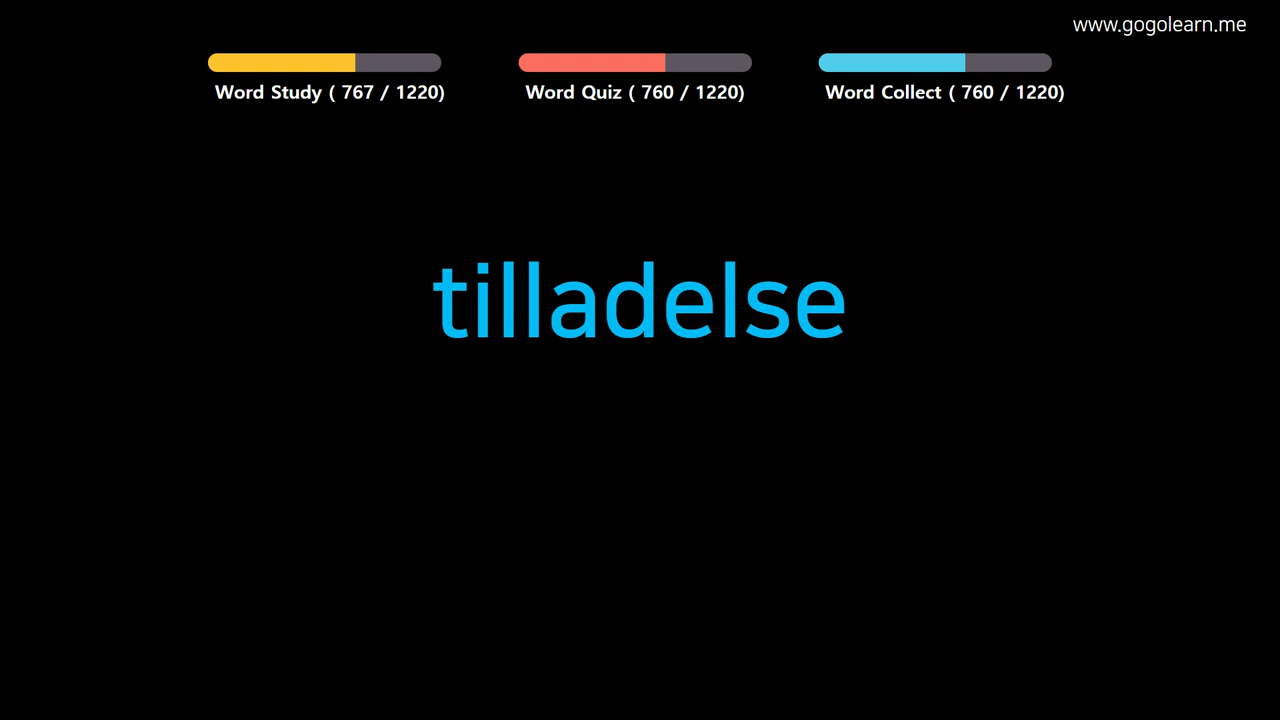 www.gogolearn.me
Word Study ( 767 / 1220)
Word Quiz ( 760 / 1220)
Word Collect ( 760 / 1220)
tilladelse